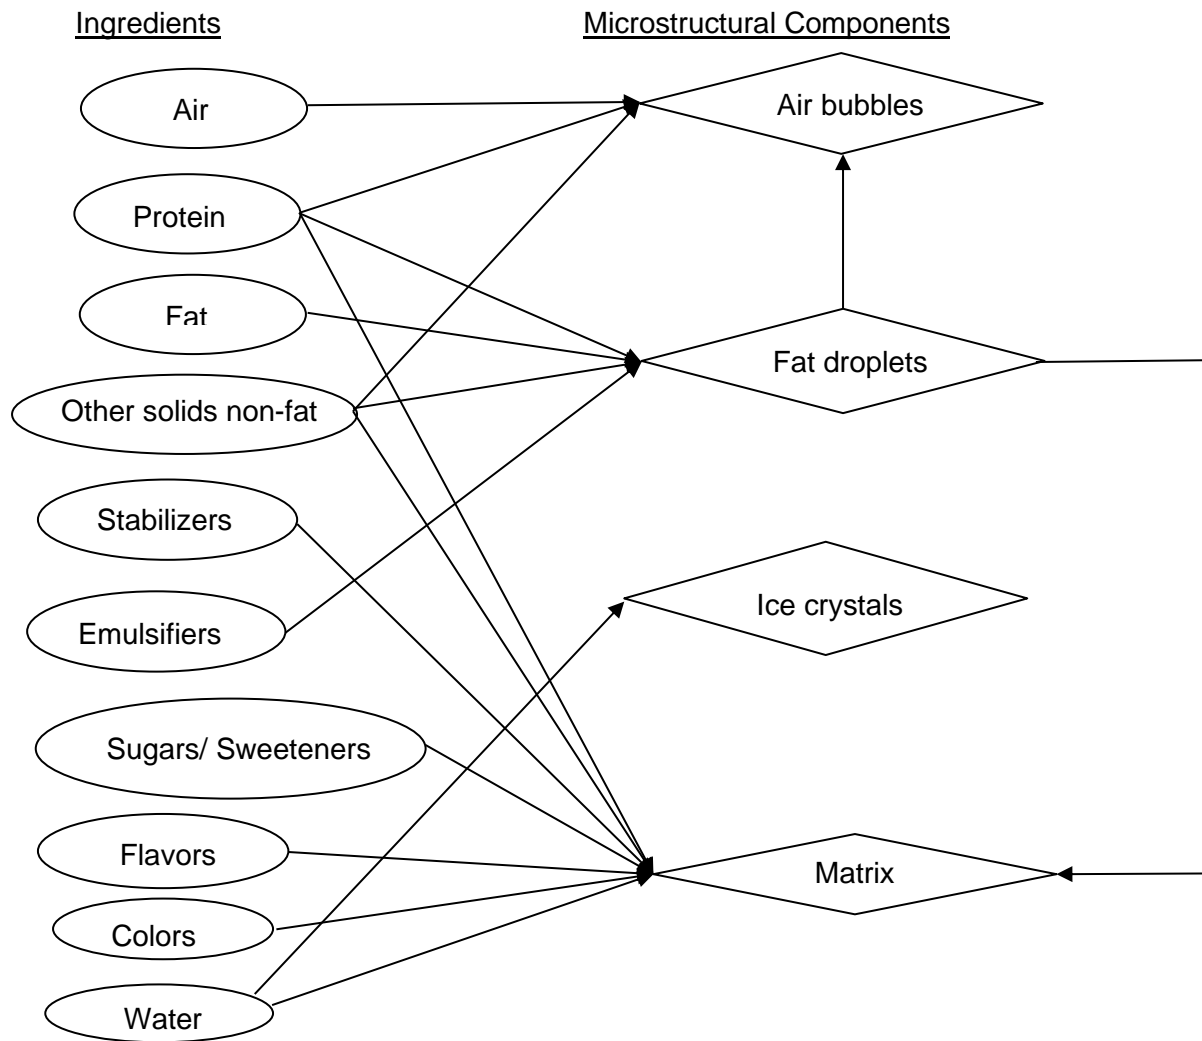 Ingredients
Microstructural Components
Air
Air bubbles
Protein
Fat
Fat droplets
Other solids non-fat
Stabilizers
Ice crystals
Emulsifiers
Sugars/ Sweeteners
Flavors
Matrix
Colors
Water